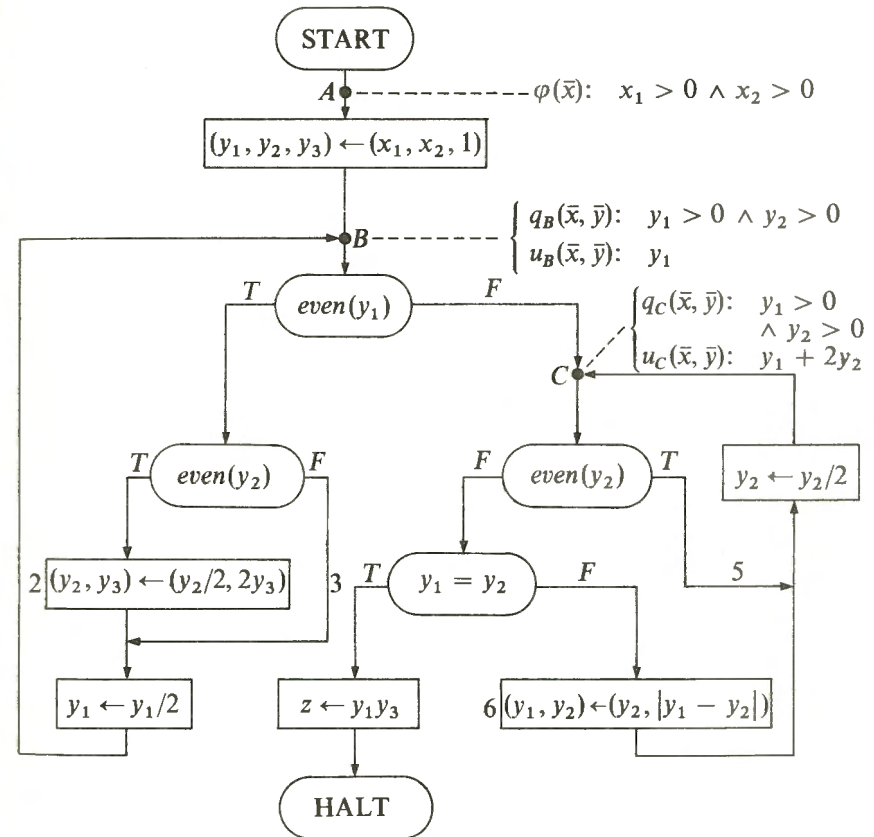 START
A
φ(x̄): x₁ > 0 ∧ x₂ > 0
(y₁, y₂, y₃) ← (x₁, x₂, 1)
B
q_B(x̄, ȳ): y₁ > 0 ∧ y₂ > 0
u_B(x̄, ȳ): y₁
T
even(y₁)
F
q_C(x̄, ȳ): y₁ > 0
∧ y₂ > 0
u_C(x̄, ȳ): y₁ + 2y₂
C
T
even(y₂)
F
F
even(y₂)
T
y₂ ← y₂/2
2
(y₂, y₃) ← (y₂/2, 2y₃)
3
T
y₁ = y₂
F
5
y₁ ← y₁/2
z ← y₁y₃
6
(y₁, y₂) ← (y₂, |y₁ − y₂|)
HALT